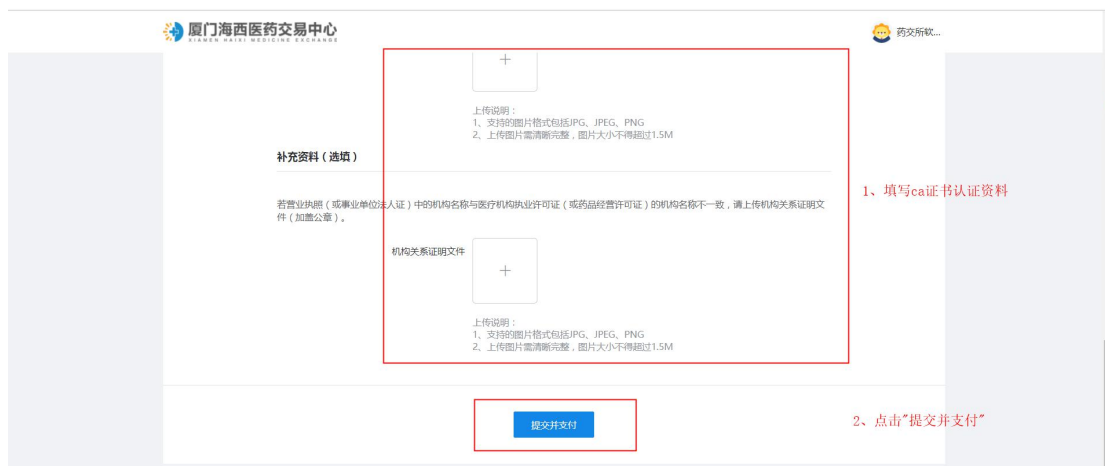 厦门海西医药交易中心
XIAMEN HAIXI MEDICINE EXCHANGE
药交所软...
上传说明：
1、支持的图片格式包括JPG、JPEG、PNG
2、上传图片需清晰完整，图片大小不得超过1.5M
补充资料（选填）
1、填写ca证书认证资料
若营业执照（或事业单位法人证）中的机构名称与医疗机构执业许可证（或药品经营许可证）的机构名称不一致，请上传机构关系证明文
件（加盖公章）。
机构关系证明文件
上传说明：
1、支持的图片格式包括JPG、JPEG、PNG
2、上传图片需清晰完整，图片大小不得超过1.5M
提交并支付
2、点击"提交并支付"